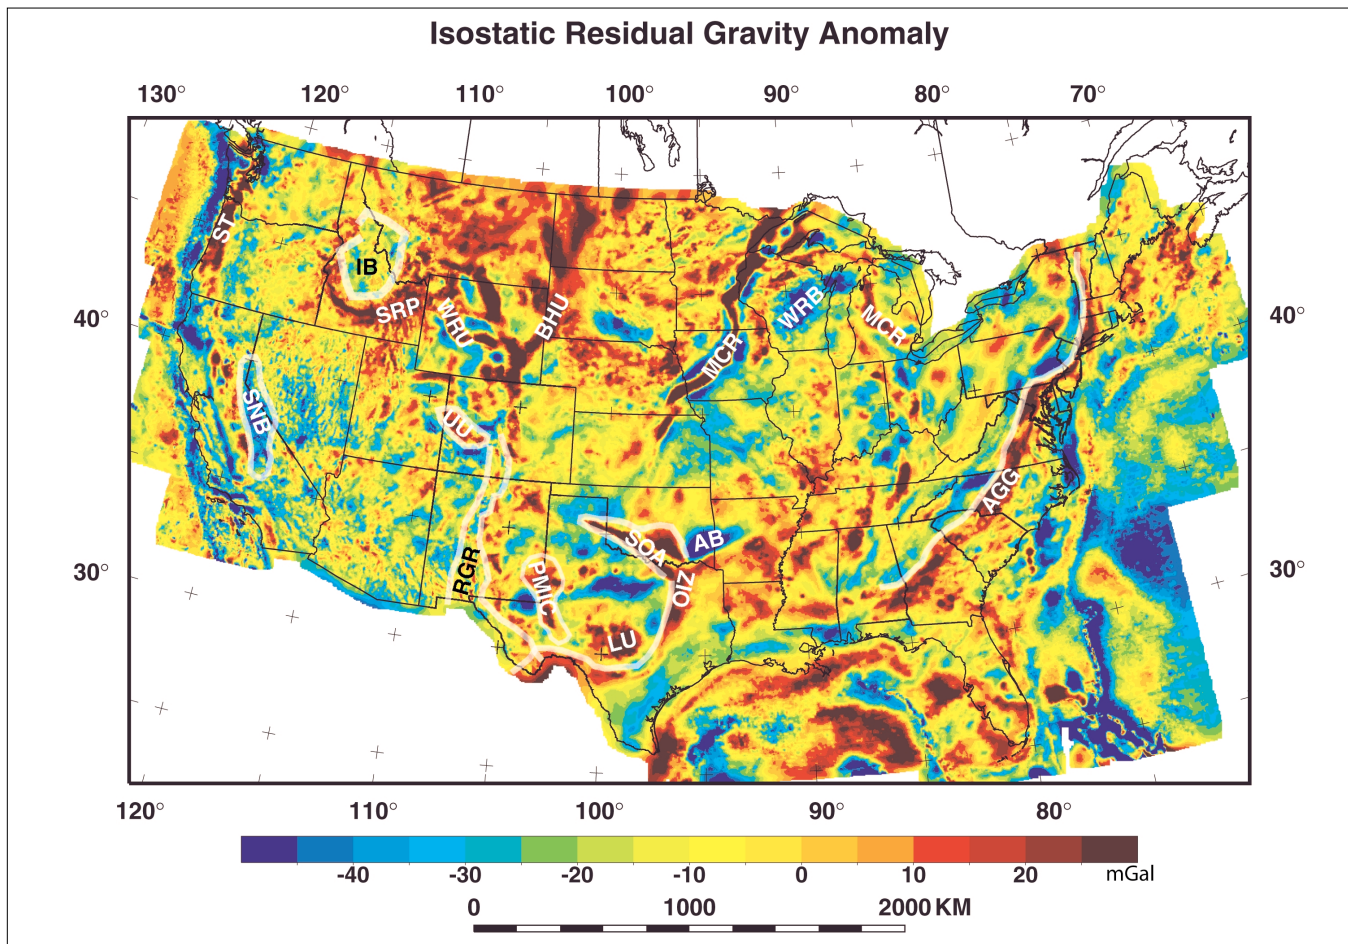 Isostatic Residual Gravity Anomaly
130° 120° 110° 100° 90° 80° 70°
ST
IB
SRP
WRU
BHU
WRB
MCR
MCR
40° 40°
SNB
UU
AGG
SOA
AB
RGR
PMIC
OIZ
LU
30° 30°
120° 110° 100° 90° 80°
-40 -30 -20 -10 0 10 20 mGal
0 1000 2000 KM